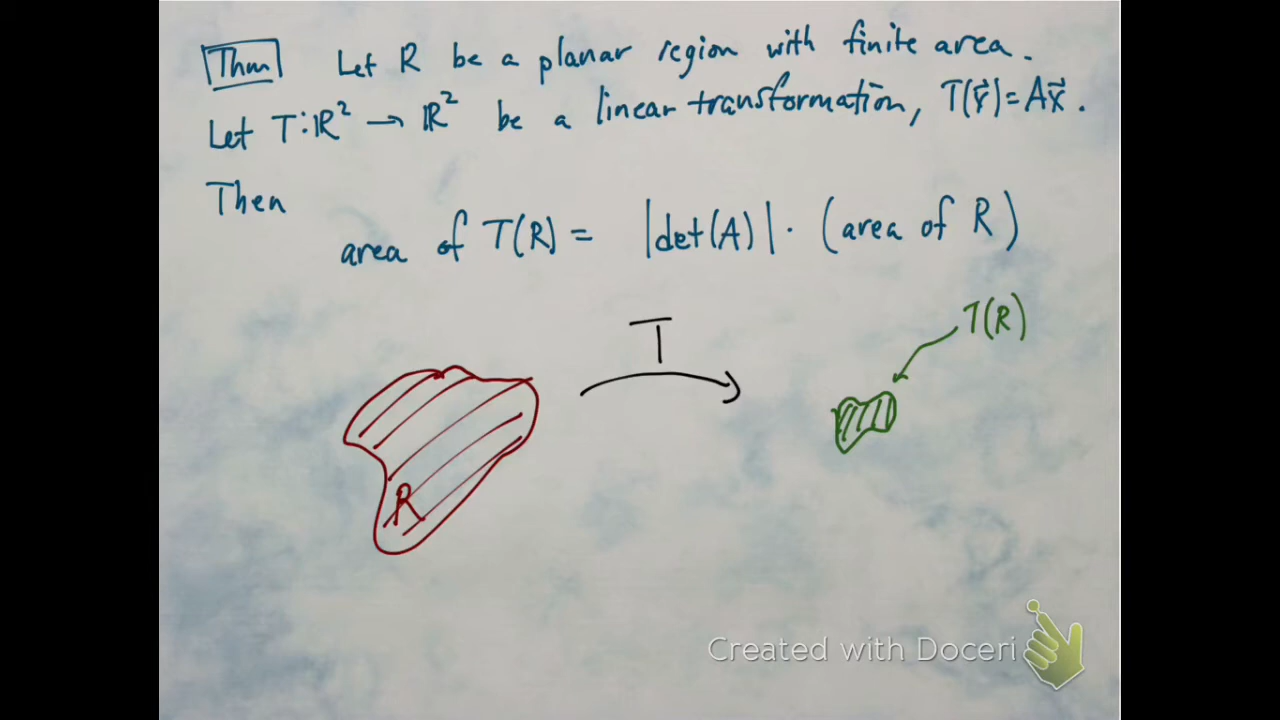 Thm Let R be a planar region with finite area.
Let T:ℝ² → ℝ² be a linear transformation, T(x⃗)=Ax⃗.
Then
area of T(R) = |det(A)| · (area of R)
T
T(R)
R
Created with Doceri